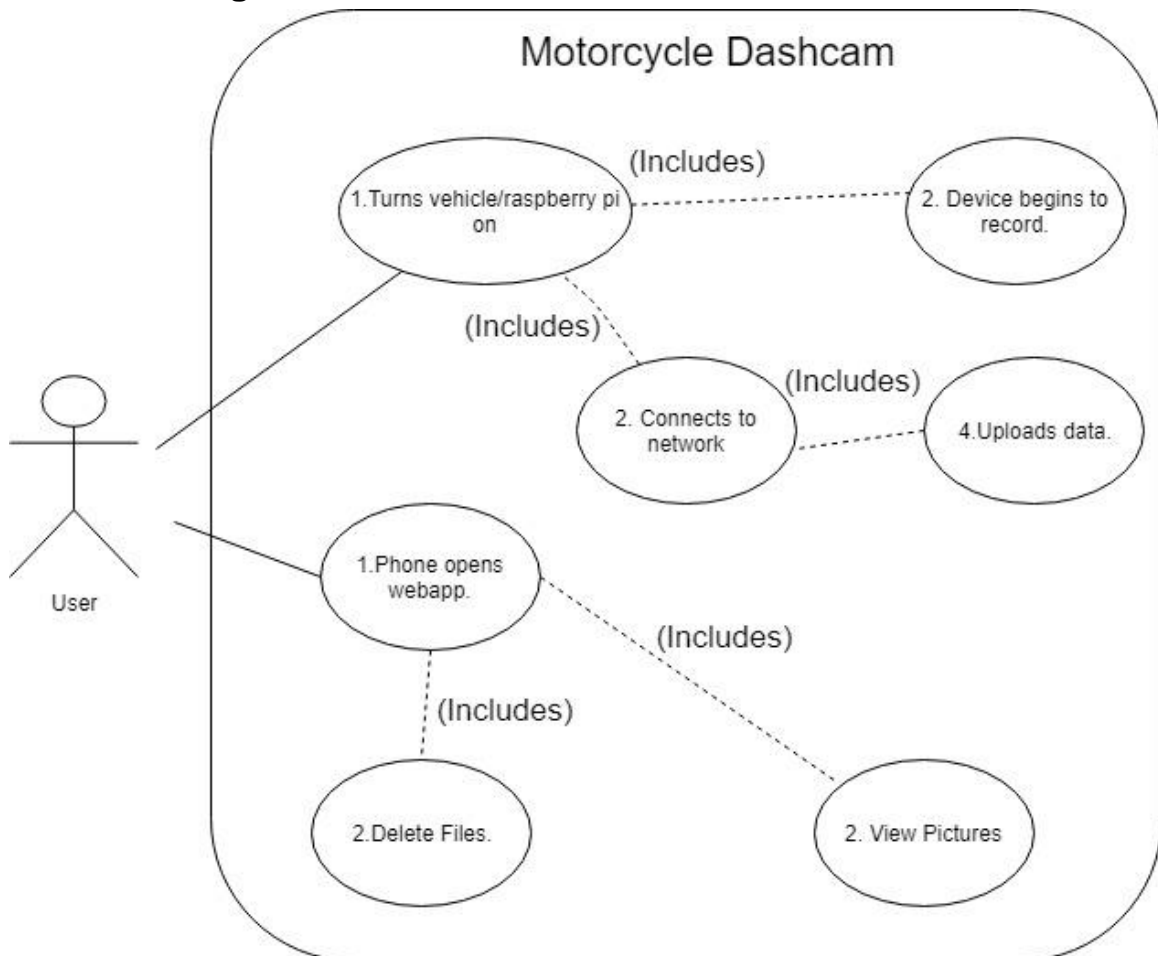 Motorcycle Dashcam
(Includes)
1.Turns vehicle/raspberry pi
on
2. Device begins to
record.
(Includes)
(Includes)
2. Connects to
network
4.Uploads data.
1.Phone opens
webapp.
User
(Includes)
(Includes)
2.Delete Files.
2. View Pictures